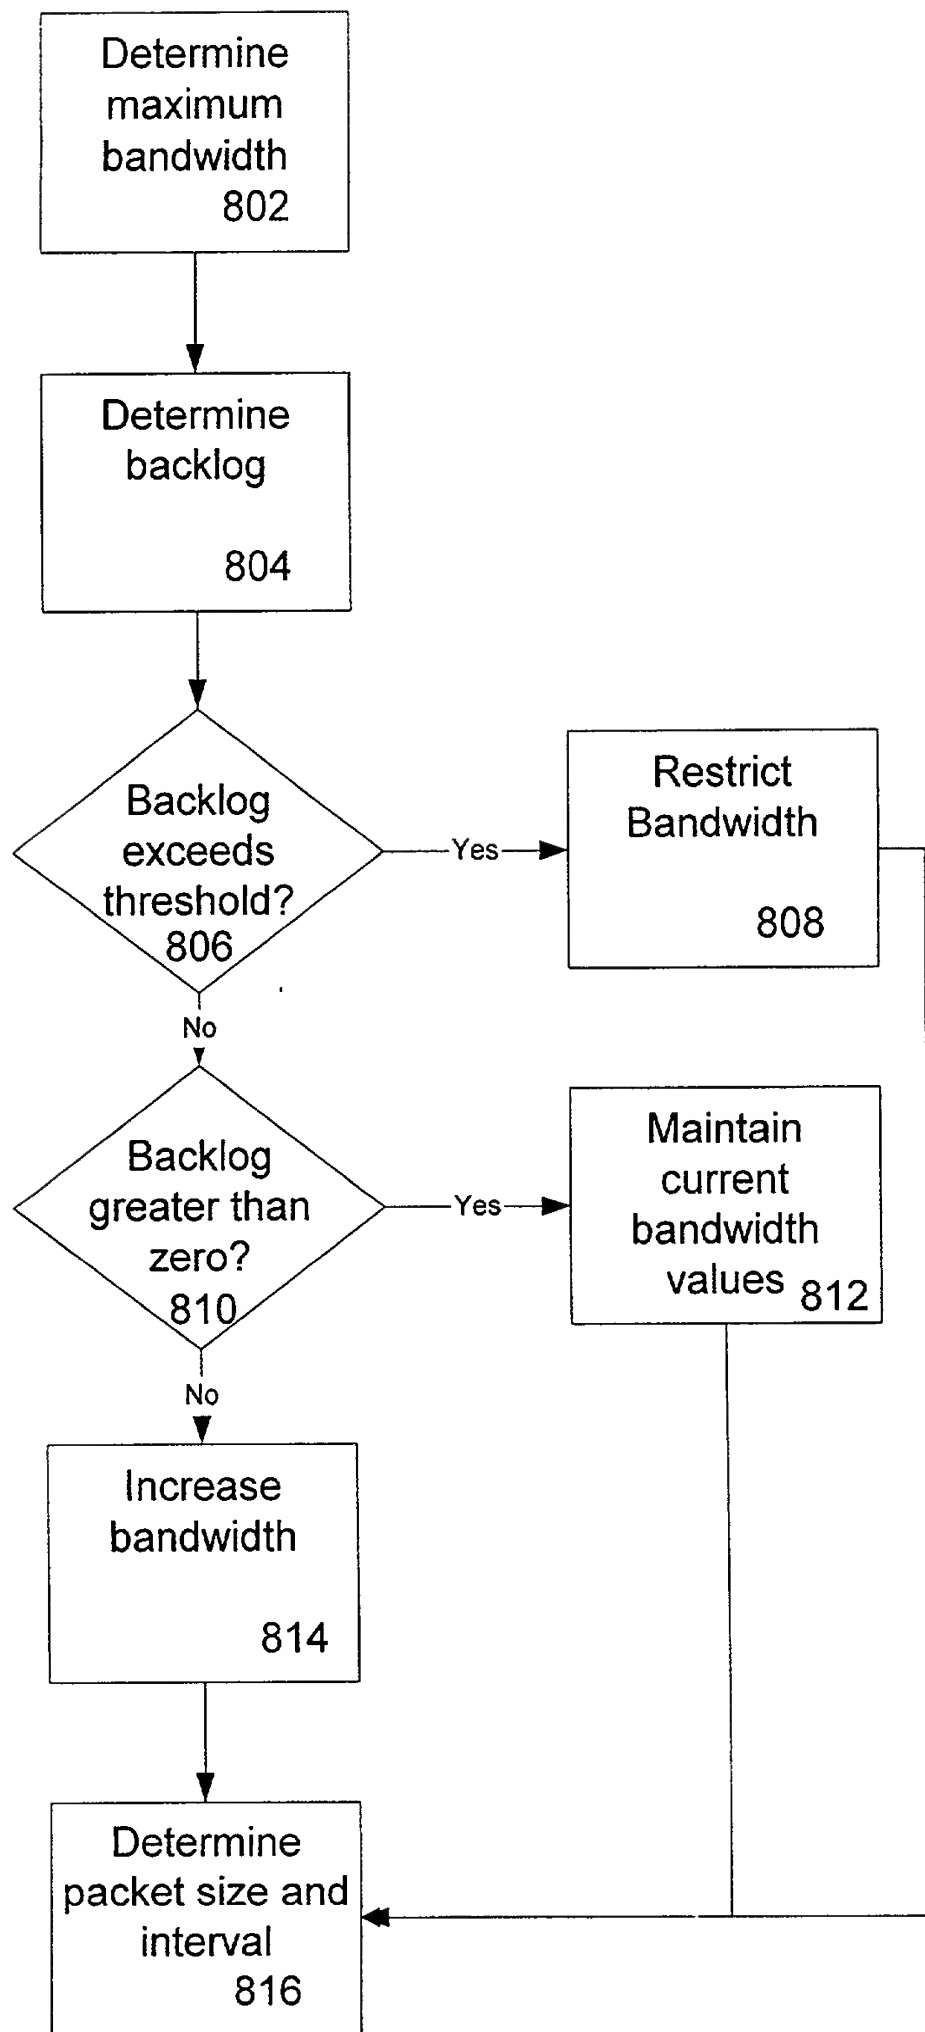 Determine
maximum
bandwidth
802
Determine
backlog
804
Backlog
exceeds
threshold?
806
Yes
Restrict
Bandwidth
808
No
Backlog
greater than
zero?
810
Yes
Maintain
current
bandwidth
values 812
No
Increase
bandwidth
814
Determine
packet size and
interval
816